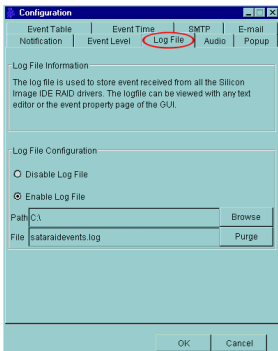 Configuration
Event Table Event Time SMTP E-mail
Notification Event Level Log File Audio Popup
Log File Information
The log file is used to store event received from all the Silicon
Image IDE RAID drivers. The logfile can be viewed with any text
editor or the event property page of the GUI.
Log File Configuration
Disable Log File
Enable Log File
Path C:\ Browse
File sataraidevents.log Purge
OK Cancel